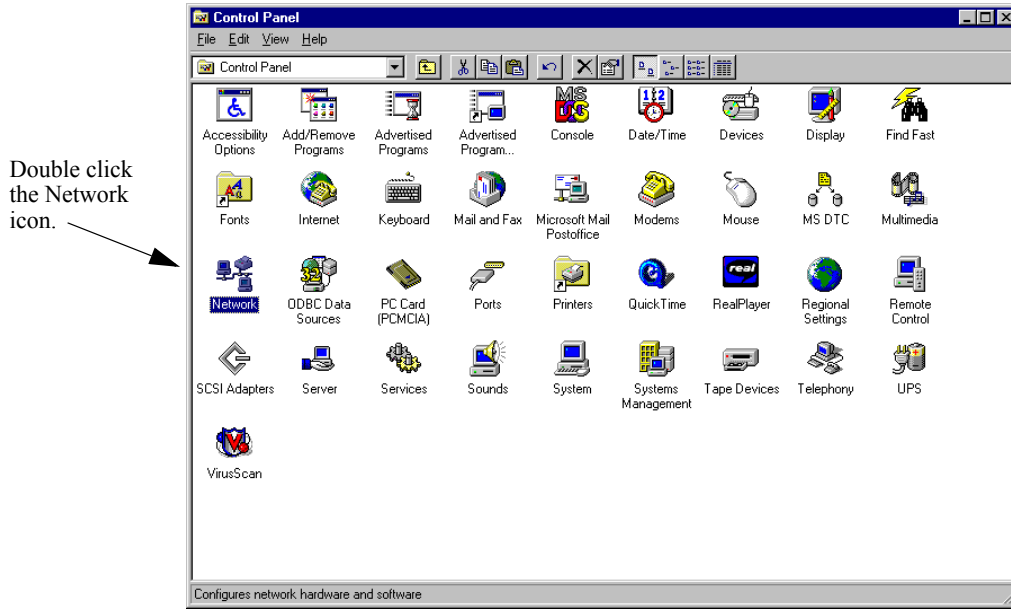 Control Panel
File Edit View Help
Control Panel
Accessibility Options
Add/Remove Programs
Advertised Programs
Advertised Program...
MS DOS
Console
12
Date/Time
Devices
Display
Find Fast
Double click
the Network
icon.
Fonts
Internet
Keyboard
Mail and Fax
Microsoft Mail Postoffice
Modems
Mouse
MS DTC
Multimedia
Network
32
ODBC Data Sources
PC Card (PCMCIA)
Ports
Printers
QuickTime
real
RealPlayer
Regional Settings
Remote Control
SCSI Adapters
Server
Services
Sounds
System
Systems Management
Tape Devices
Telephony
UPS
V
VirusScan
Configures network hardware and software